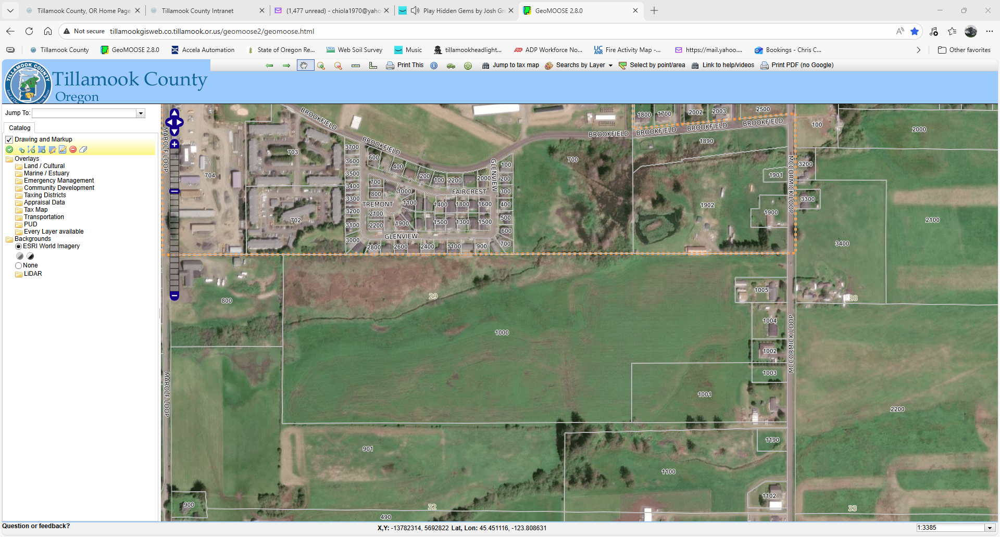 Tillamook County, OR Home Page
Tillamook County Intranet
(1,477 unread) - chiola1970@yaho
Play Hidden Gems by Josh Gr
GeoMOOSE 2.8.0
Not secure
tillamookgisweb.co.tillamook.or.us/geomoose2/geomoose.html
Tillamook County
GeoMOOSE 2.8.0
Accela Automation
State of Oregon Re...
Web Soil Survey
Music
tillamookheadlight...
ADP Workforce No...
UC ANR
Fire Activity Map -...
https://mail.yahoo....
Bookings - Chris C...
Other favorites
Print This
Jump to tax map
Searchs by Layer
Select by point/area
Link to help/videos
Print PDF (no Google)
TILLAMOOK COUNTY
Tillamook County
Oregon
Jump To:
Catalog
Drawing and Markup
Overlays
Land / Cultural
Marine / Estuary
Emergency Management
Community Development
Taxing Districts
Appraisal Data
Tax Map
Transportation
PUD
Every Layer available
Backgrounds
ESRI World Imagery
None
LiDAR
BROOKFIELD
1800
1700
2002
2003
2500
100
2000
MAROLF LOOP
BROOKFIELD
BROOKFIELD
BROOKFIELD
BROOKFIELD
BROOKFIELD
1890
703
3700
600
700
3600
400
GLENVIEW
100
MCCORMICK LOOP
3200
704
3500
200
100
2200
2000
200
1901
3400
700
800
1000
FAIRCREST
300
3300
TREMONT
1100
1400
1800
1600
400
1902
3300
3200
2100
500
1900
702
3100
2200
1900
1500
1300
1500
600
2100
3000
GLENVIEW
700
3400
2800
2600
2400
1100
900
800
29
1005
28
1004
1000
MCCORMICK LOOP
1002
1003
MAROLF LOOP
1001
2200
901
1190
1100
1102
900
32
33
490
Question or feedback?
X,Y: -13782314, 5692822 Lat, Lon: 45.451116, -123.808631
1:3385